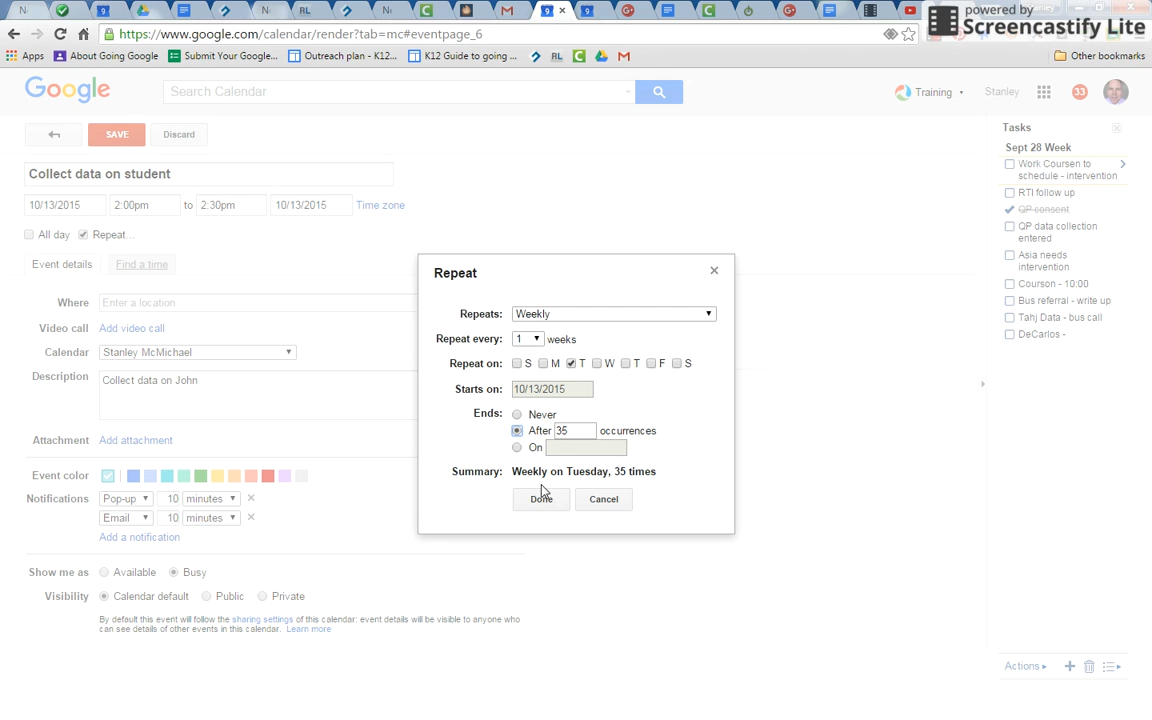 N
9
N
RL
N
C
M
9
9
C
powered by
Screencastify Lite
https://www.google.com/calendar/render?tab=mc#eventpage_6
Apps About Going Google Submit Your Google... Outreach plan - K12... K12 Guide to going ... RL C M Other bookmarks
Google Search Calendar Training Stanley 33
SAVE Discard
Collect data on student
10/13/2015 2:00pm to 2:30pm 10/13/2015 Time zone
All day Repeat...
Event details Find a time
Where Enter a location
Video call Add video call
Calendar Stanley McMichael
Description Collect data on John
Attachment Add attachment
Event color
Notifications Pop-up 10 minutes
Email 10 minutes
Add a notification
Show me as Available Busy
Visibility Calendar default Public Private
By default this event will follow the sharing settings of this calendar: event details will be visible to anyone who
can see details of other events in this calendar. Learn more
Repeat
Repeats: Weekly
Repeat every: 1 weeks
Repeat on: S M T W T F S
Starts on: 10/13/2015
Ends: Never
After 35 occurrences
On
Summary: Weekly on Tuesday, 35 times
Done Cancel
Tasks
Sept 28 Week
Work Coursen to
schedule - intervention
RTI follow up
QP consent
QP data collection
entered
Asia needs
intervention
Courson - 10:00
Bus referral - write up
Tahj Data - bus call
DeCarlos -
Actions